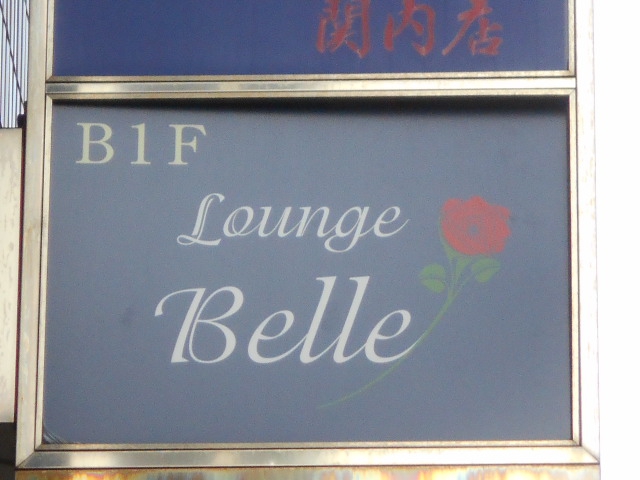 関内店
B1F
Lounge
Belle